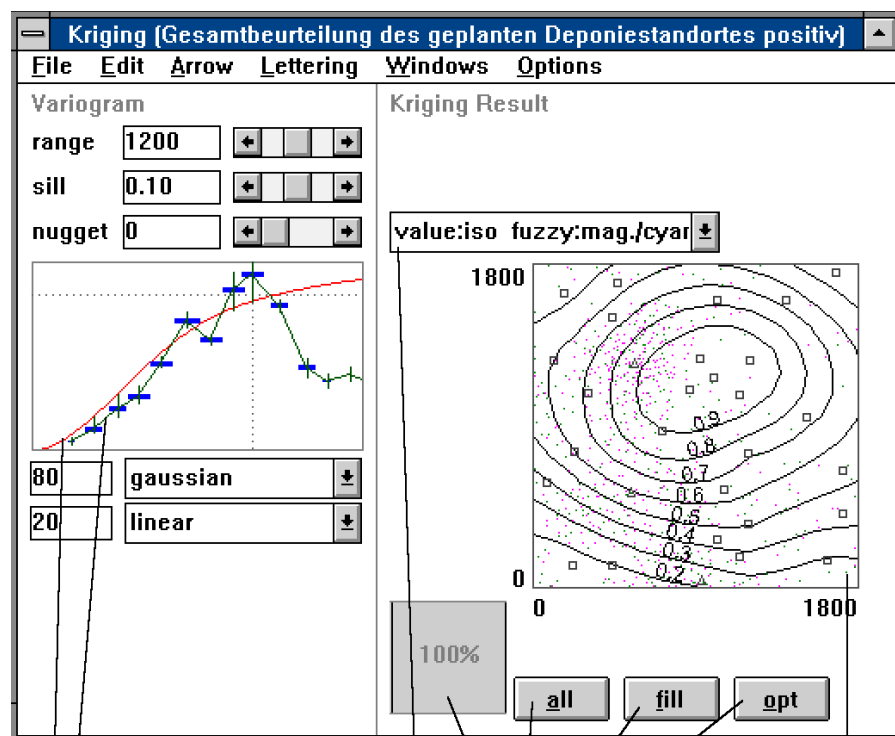 Kriging (Gesamtbeurteilung des geplanten Deponiestandortes positiv)
File Edit Arrow Lettering Windows Options
Variogram
range 1200
sill 0.10
nugget 0
80 gaussian
20 linear
Kriging Result
value:iso fuzzy:mag./cyar
1800
0.9
0.8
0.7
0.6
0.5
0.4
0.3
0.2
0
0 1800
100%
all fill opt